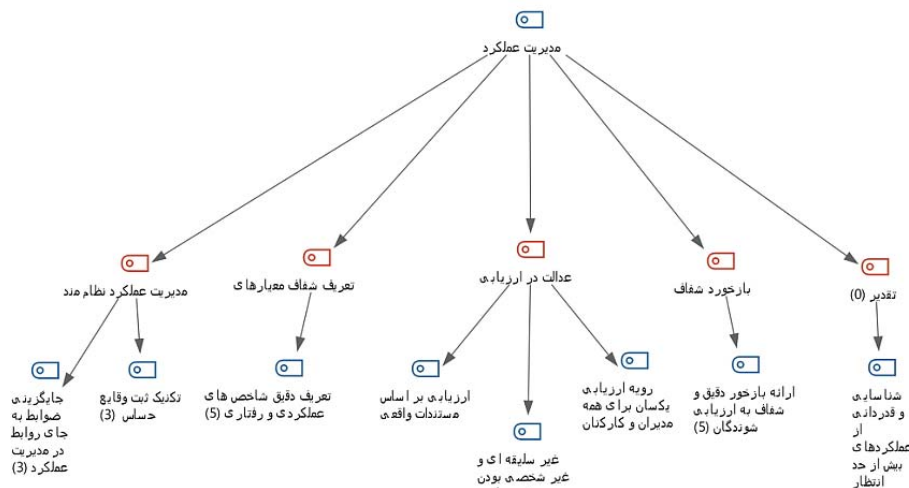 مدیریت عملکرد
مدیریت عملکرد نظام مند
تعریف شفاف معیارهای
عدالت در ارزیابی
بازخورد شفاف
تقدیر (0)
جایگزینی
ضوابط به
جای روابط
در مدیریت
عملکرد (3)
تکنیک ثبت وقایع
حساس (3)
تعریف دقیق شاخص های
عملکردی و رفتاری (5)
ارزیابی بر اساس
مستندات واقعی
غیر سلیقه ای و
غیر شخصی بودن
رویه ارزیابی
یکسان برای همه
مدیران و کارکنان
ارائه بازخور دقیق و
شفاف به ارزیابی
شوندگان (5)
شناسایی
و قدردانی
از
عملکردهای
بیش از حد
انتظار